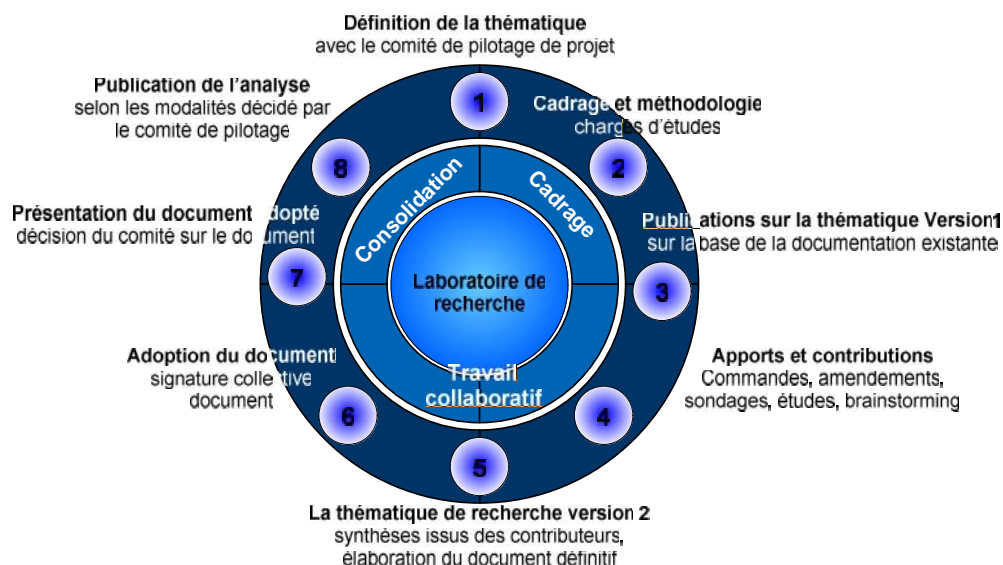 Définition de la thématique
avec le comité de pilotage de projet
1
Cadrage et méthodologie
chargés d'études
2
Publications sur la thématique Version1
sur la base de la documentation existante
3
Apports et contributions
Commandes, amendements,
sondages, études, brainstorming
4
La thématique de recherche version 2
synthèses issus des contributeurs,
élaboration du document définitif
5
Adoption du document
signature collective
document
6
Présentation du document adopté
décision du comité sur le document
7
Publication de l'analyse
selon les modalités décidé par
le comité de pilotage
8
Consolidation
Cadrage
Travail
collaboratif
Laboratoire de
recherche